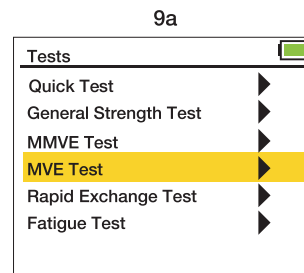 9a
Tests
Quick Test
General Strength Test
MMVE Test
MVE Test
Rapid Exchange Test
Fatigue Test